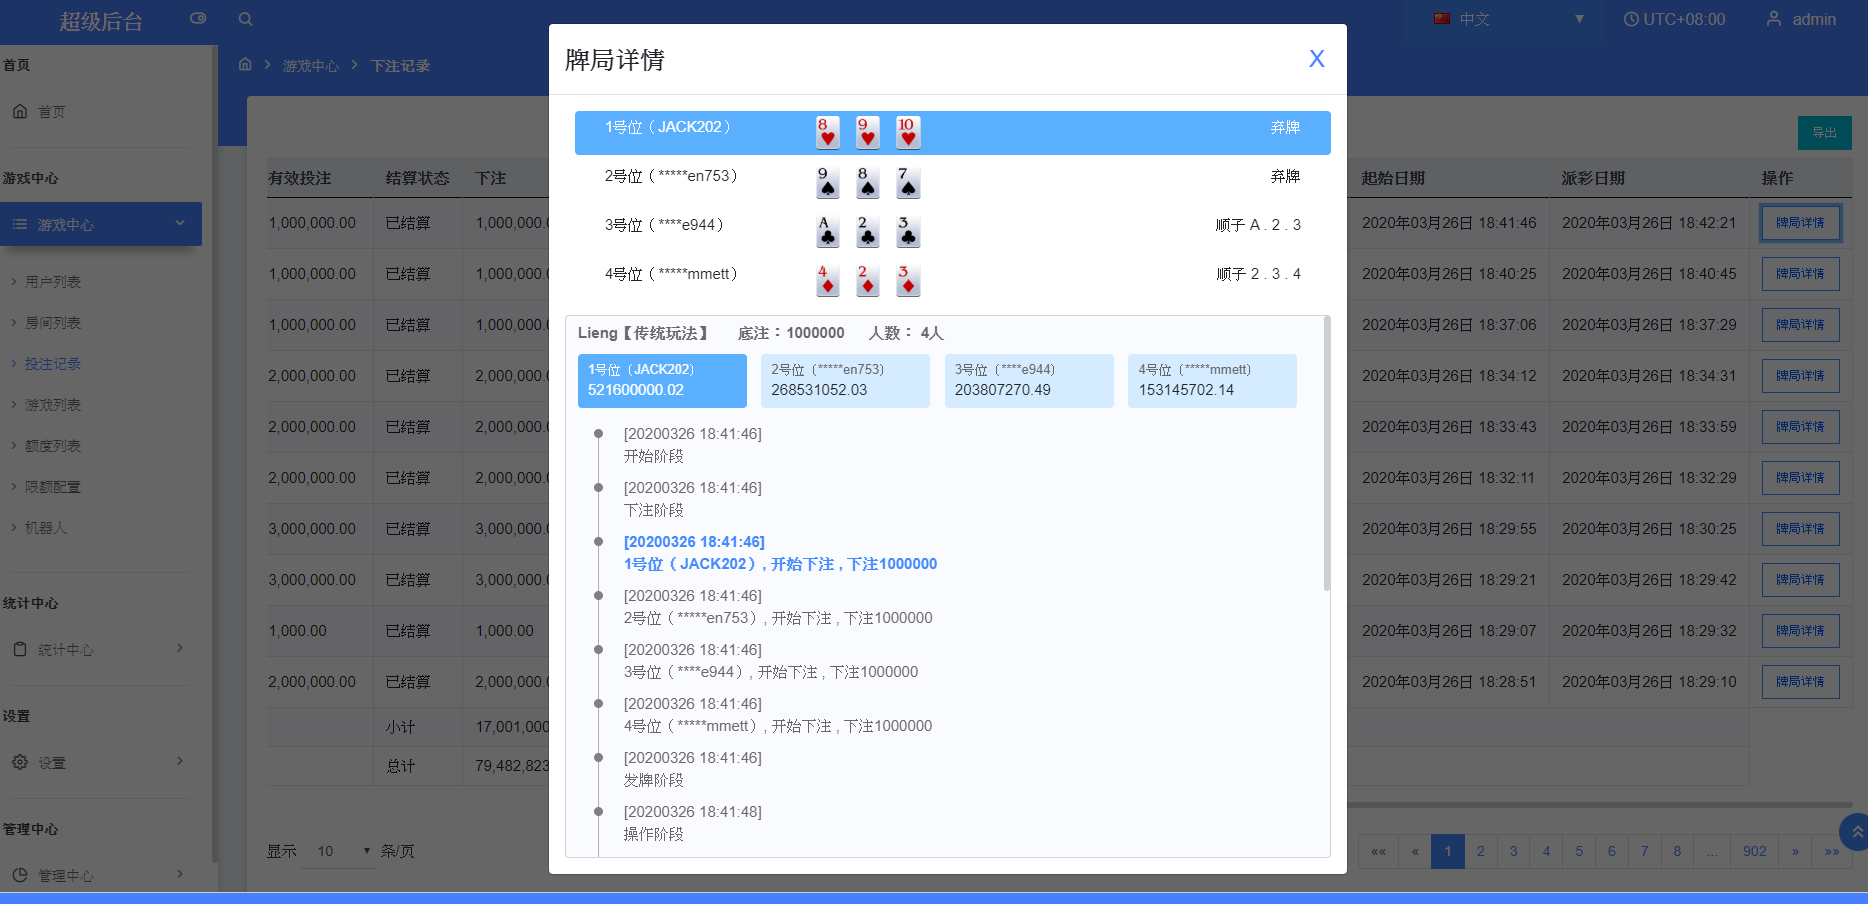 超级后台
中文 ▼ UTC+08:00 admin
首页
首页
游戏中心
游戏中心
用户列表
房间列表
投注记录
游戏列表
额度列表
限额配置
机器人
统计中心
统计中心
设置
设置
管理中心
管理中心
游戏中心 > 下注记录
导出
有效投注 结算状态 下注 起始日期 派彩日期 操作
1,000,000.00 已结算 1,000,000. 2020年03月26日 18:41:46 2020年03月26日 18:42:21 牌局详情
1,000,000.00 已结算 1,000,000. 2020年03月26日 18:40:25 2020年03月26日 18:40:45 牌局详情
1,000,000.00 已结算 1,000,000. 2020年03月26日 18:37:06 2020年03月26日 18:37:29 牌局详情
2,000,000.00 已结算 2,000,000. 2020年03月26日 18:34:12 2020年03月26日 18:34:31 牌局详情
2,000,000.00 已结算 2,000,000. 2020年03月26日 18:33:43 2020年03月26日 18:33:59 牌局详情
2,000,000.00 已结算 2,000,000. 2020年03月26日 18:32:11 2020年03月26日 18:32:29 牌局详情
3,000,000.00 已结算 3,000,000. 2020年03月26日 18:29:55 2020年03月26日 18:30:25 牌局详情
3,000,000.00 已结算 3,000,000. 2020年03月26日 18:29:21 2020年03月26日 18:29:42 牌局详情
1,000.00 已结算 1,000.00 2020年03月26日 18:29:07 2020年03月26日 18:29:32 牌局详情
2,000,000.00 已结算 2,000,000. 2020年03月26日 18:28:51 2020年03月26日 18:29:10 牌局详情
小计 17,001,000
总计 79,482,823
显示 10 ▼ 条/页
«« « 1 2 3 4 5 6 7 8 ... 902 » »»
牌局详情 X
1号位（JACK202） 8 9 10 弃牌
2号位（*****en753） 9 8 7 弃牌
3号位（****e944） A 2 3 顺子 A . 2 . 3
4号位（*****mmett） 4 2 3 顺子 2 . 3 . 4
Lieng【传统玩法】 底注：1000000 人数： 4人
1号位（JACK202）
521600000.02
2号位（*****en753）
268531052.03
3号位（****e944）
203807270.49
4号位（*****mmett）
153145702.14
[20200326 18:41:46]
开始阶段
[20200326 18:41:46]
下注阶段
[20200326 18:41:46]
1号位（JACK202）, 开始下注 , 下注1000000
[20200326 18:41:46]
2号位（*****en753）, 开始下注 , 下注1000000
[20200326 18:41:46]
3号位（****e944）, 开始下注 , 下注1000000
[20200326 18:41:46]
4号位（*****mmett）, 开始下注 , 下注1000000
[20200326 18:41:46]
发牌阶段
[20200326 18:41:48]
操作阶段